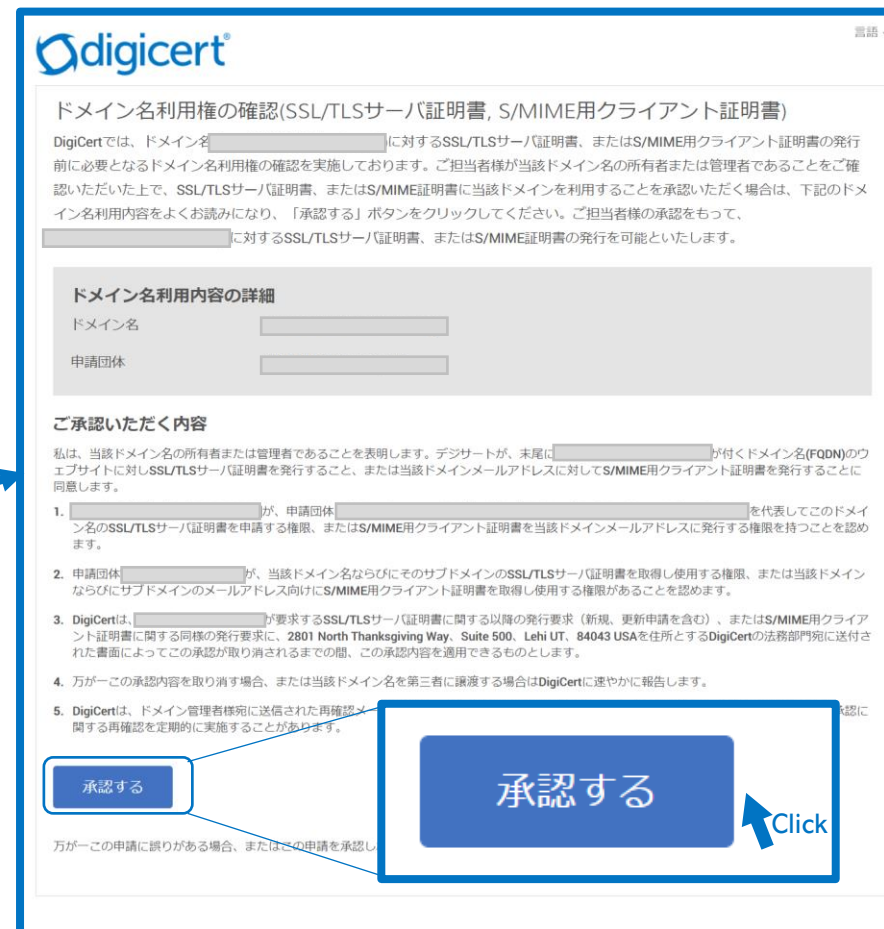 digicert®
言語
ドメイン名利用権の確認(SSL/TLSサーバ証明書, S/MIME用クライアント証明書)
DigiCertでは、ドメイン名 に対するSSL/TLSサーバ証明書、またはS/MIME用クライアント証明書の発行
前に必要となるドメイン名利用権の確認を実施しております。ご担当者様が当該ドメイン名の所有者または管理者であることをご確
認いただいた上で、SSL/TLSサーバ証明書、またはS/MIME証明書に当該ドメインを利用することを承認いただく場合は、下記のドメ
イン名利用内容をよくお読みになり、「承認する」ボタンをクリックしてください。ご担当者様の承認をもって、
に対するSSL/TLSサーバ証明書、またはS/MIME証明書の発行を可能といたします。
ドメイン名利用内容の詳細
ドメイン名
申請団体
ご承認いただく内容
私は、当該ドメイン名の所有者または管理者であることを表明します。デジサートが、末尾に が付くドメイン名(FQDN)のウ
ェブサイトに対しSSL/TLSサーバ証明書を発行すること、または当該ドメインメールアドレスに対してS/MIME用クライアント証明書を発行することに
同意します。
1. が、申請団体 を代表してこのドメイ
ン名のSSL/TLSサーバ証明書を申請する権限、またはS/MIME用クライアント証明書を当該ドメインメールアドレスに発行する権限を持つことを認め
ます。
2. 申請団体 が、当該ドメイン名ならびにそのサブドメインのSSL/TLSサーバ証明書を取得し使用する権限、または当該ドメイン
ならびにサブドメインのメールアドレス向けにS/MIME用クライアント証明書を取得し使用する権限があることを認めます。
3. DigiCertは、 が要求するSSL/TLSサーバ証明書に関する以降の発行要求（新規、更新申請を含む）、またはS/MIME用クライア
ント証明書に関する同様の発行要求に、2801 North Thanksgiving Way、Suite 500、Lehi UT、84043 USAを住所とするDigiCertの法務部門宛に送付さ
れた書面によってこの承認が取り消されるまでの間、この承認内容を適用できるものとします。
4. 万が一この承認内容を取り消す場合、または当該ドメイン名を第三者に譲渡する場合はDigiCertに速やかに報告します。
5. DigiCertは、ドメイン管理者様宛に送信された再確認メー 承認に
関する再確認を定期的に実施することがあります。
承認する
承認する
Click
万が一この申請に誤りがある場合、またはこの申請を承認し